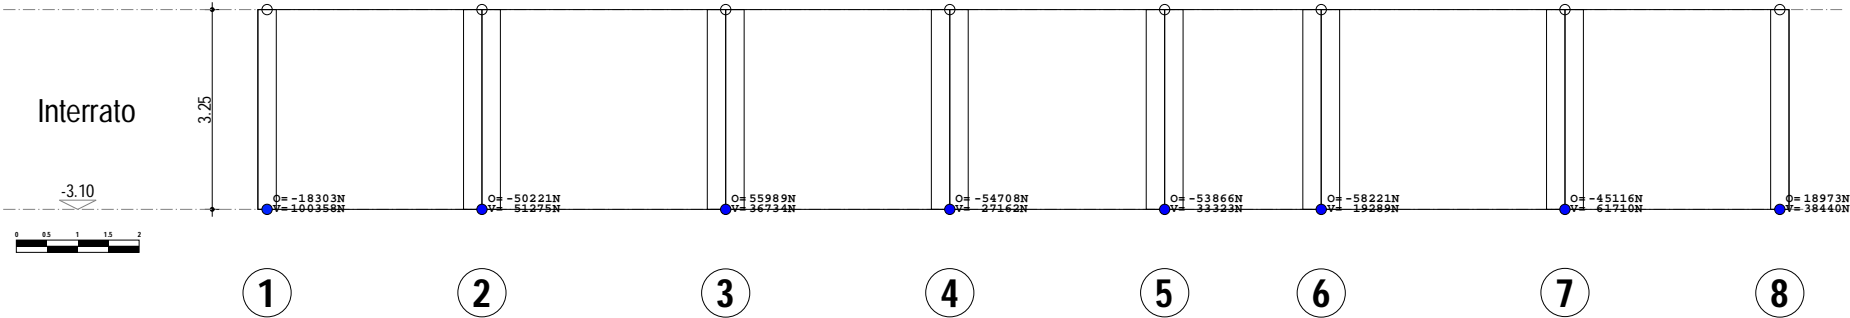 Interrato
3.25
-3.10
O= -18303N
V= 100358N
O= -50221N
V= 51275N
O= 55989N
V= 36734N
O= -54708N
V= 27162N
O= -53866N
V= 33323N
O= -58221N
V= 19289N
O= -45116N
V= 61710N
O= 18973N
V= 38440N
0 0.5 1 1.5 2
1 2 3 4 5 6 7 8